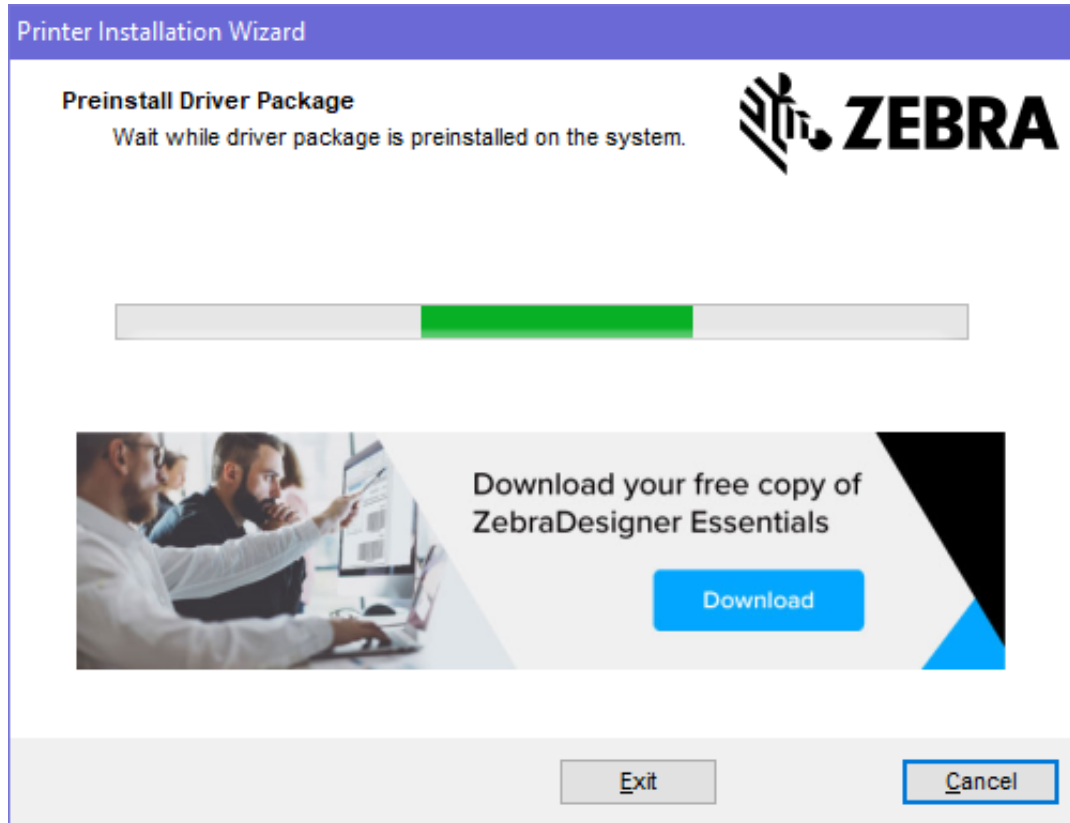 Printer Installation Wizard
Preinstall Driver Package
Wait while driver package is preinstalled on the system.
ZEBRA
Download your free copy of
ZebraDesigner Essentials
Download
Exit
Cancel